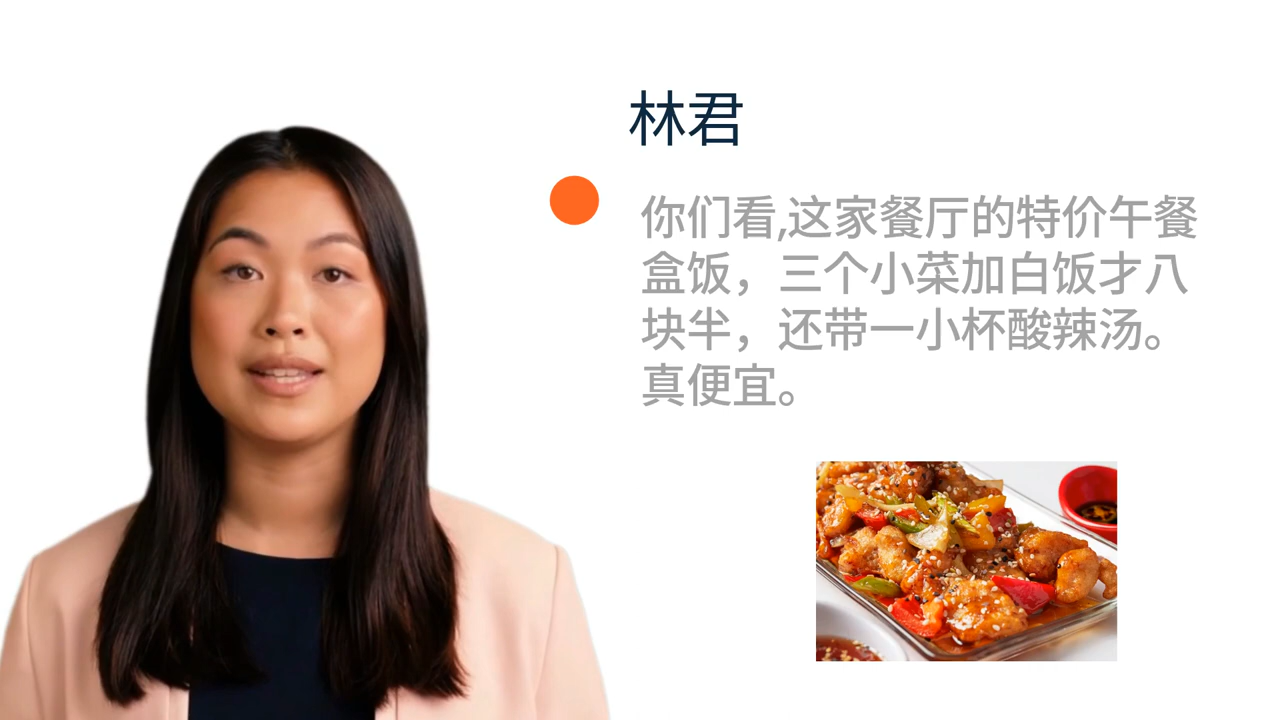 林君
你们看,这家餐厅的特价午餐
盒饭，三个小菜加白饭才八
块半，还带一小杯酸辣汤。
真便宜。